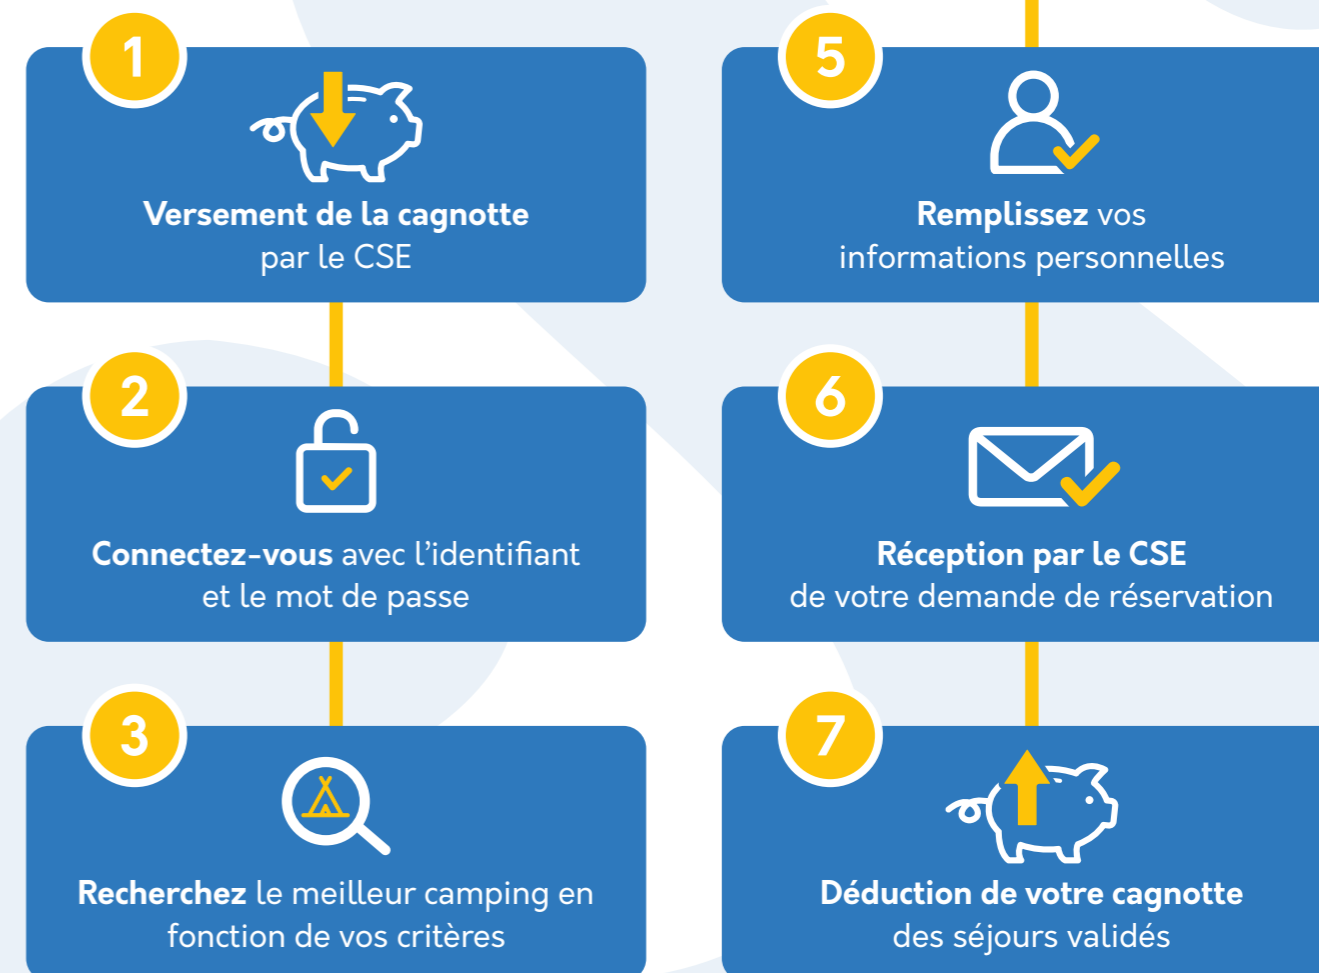 1
Versement de la cagnotte
par le CSE
2
Connectez-vous avec l'identifiant
et le mot de passe
3
Recherchez le meilleur camping en
fonction de vos critères
5
Remplissez vos
informations personnelles
6
Réception par le CSE
de votre demande de réservation
7
Déduction de votre cagnotte
des séjours validés